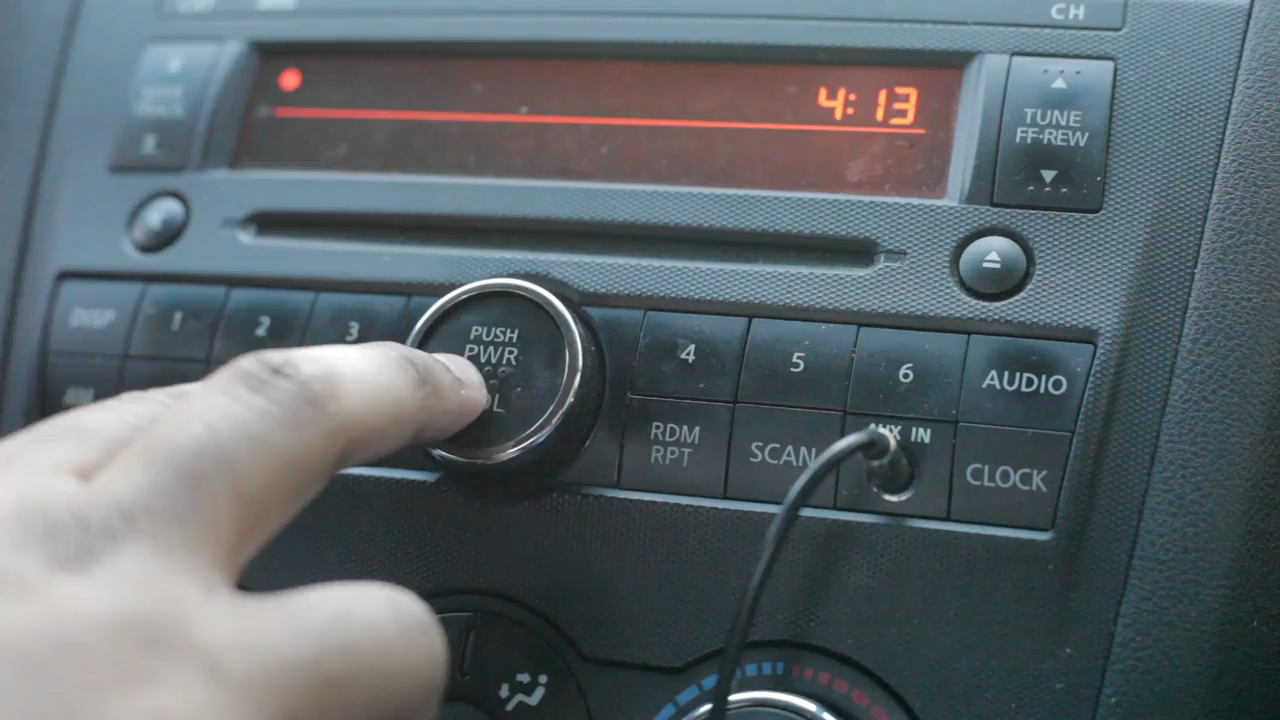 CH
4:13
TUNE
FF·REW
DISP
1
2
3
PUSH
PWR
4
5
6
AUDIO
RDM
RPT
SCAN
AUX IN
CLOCK